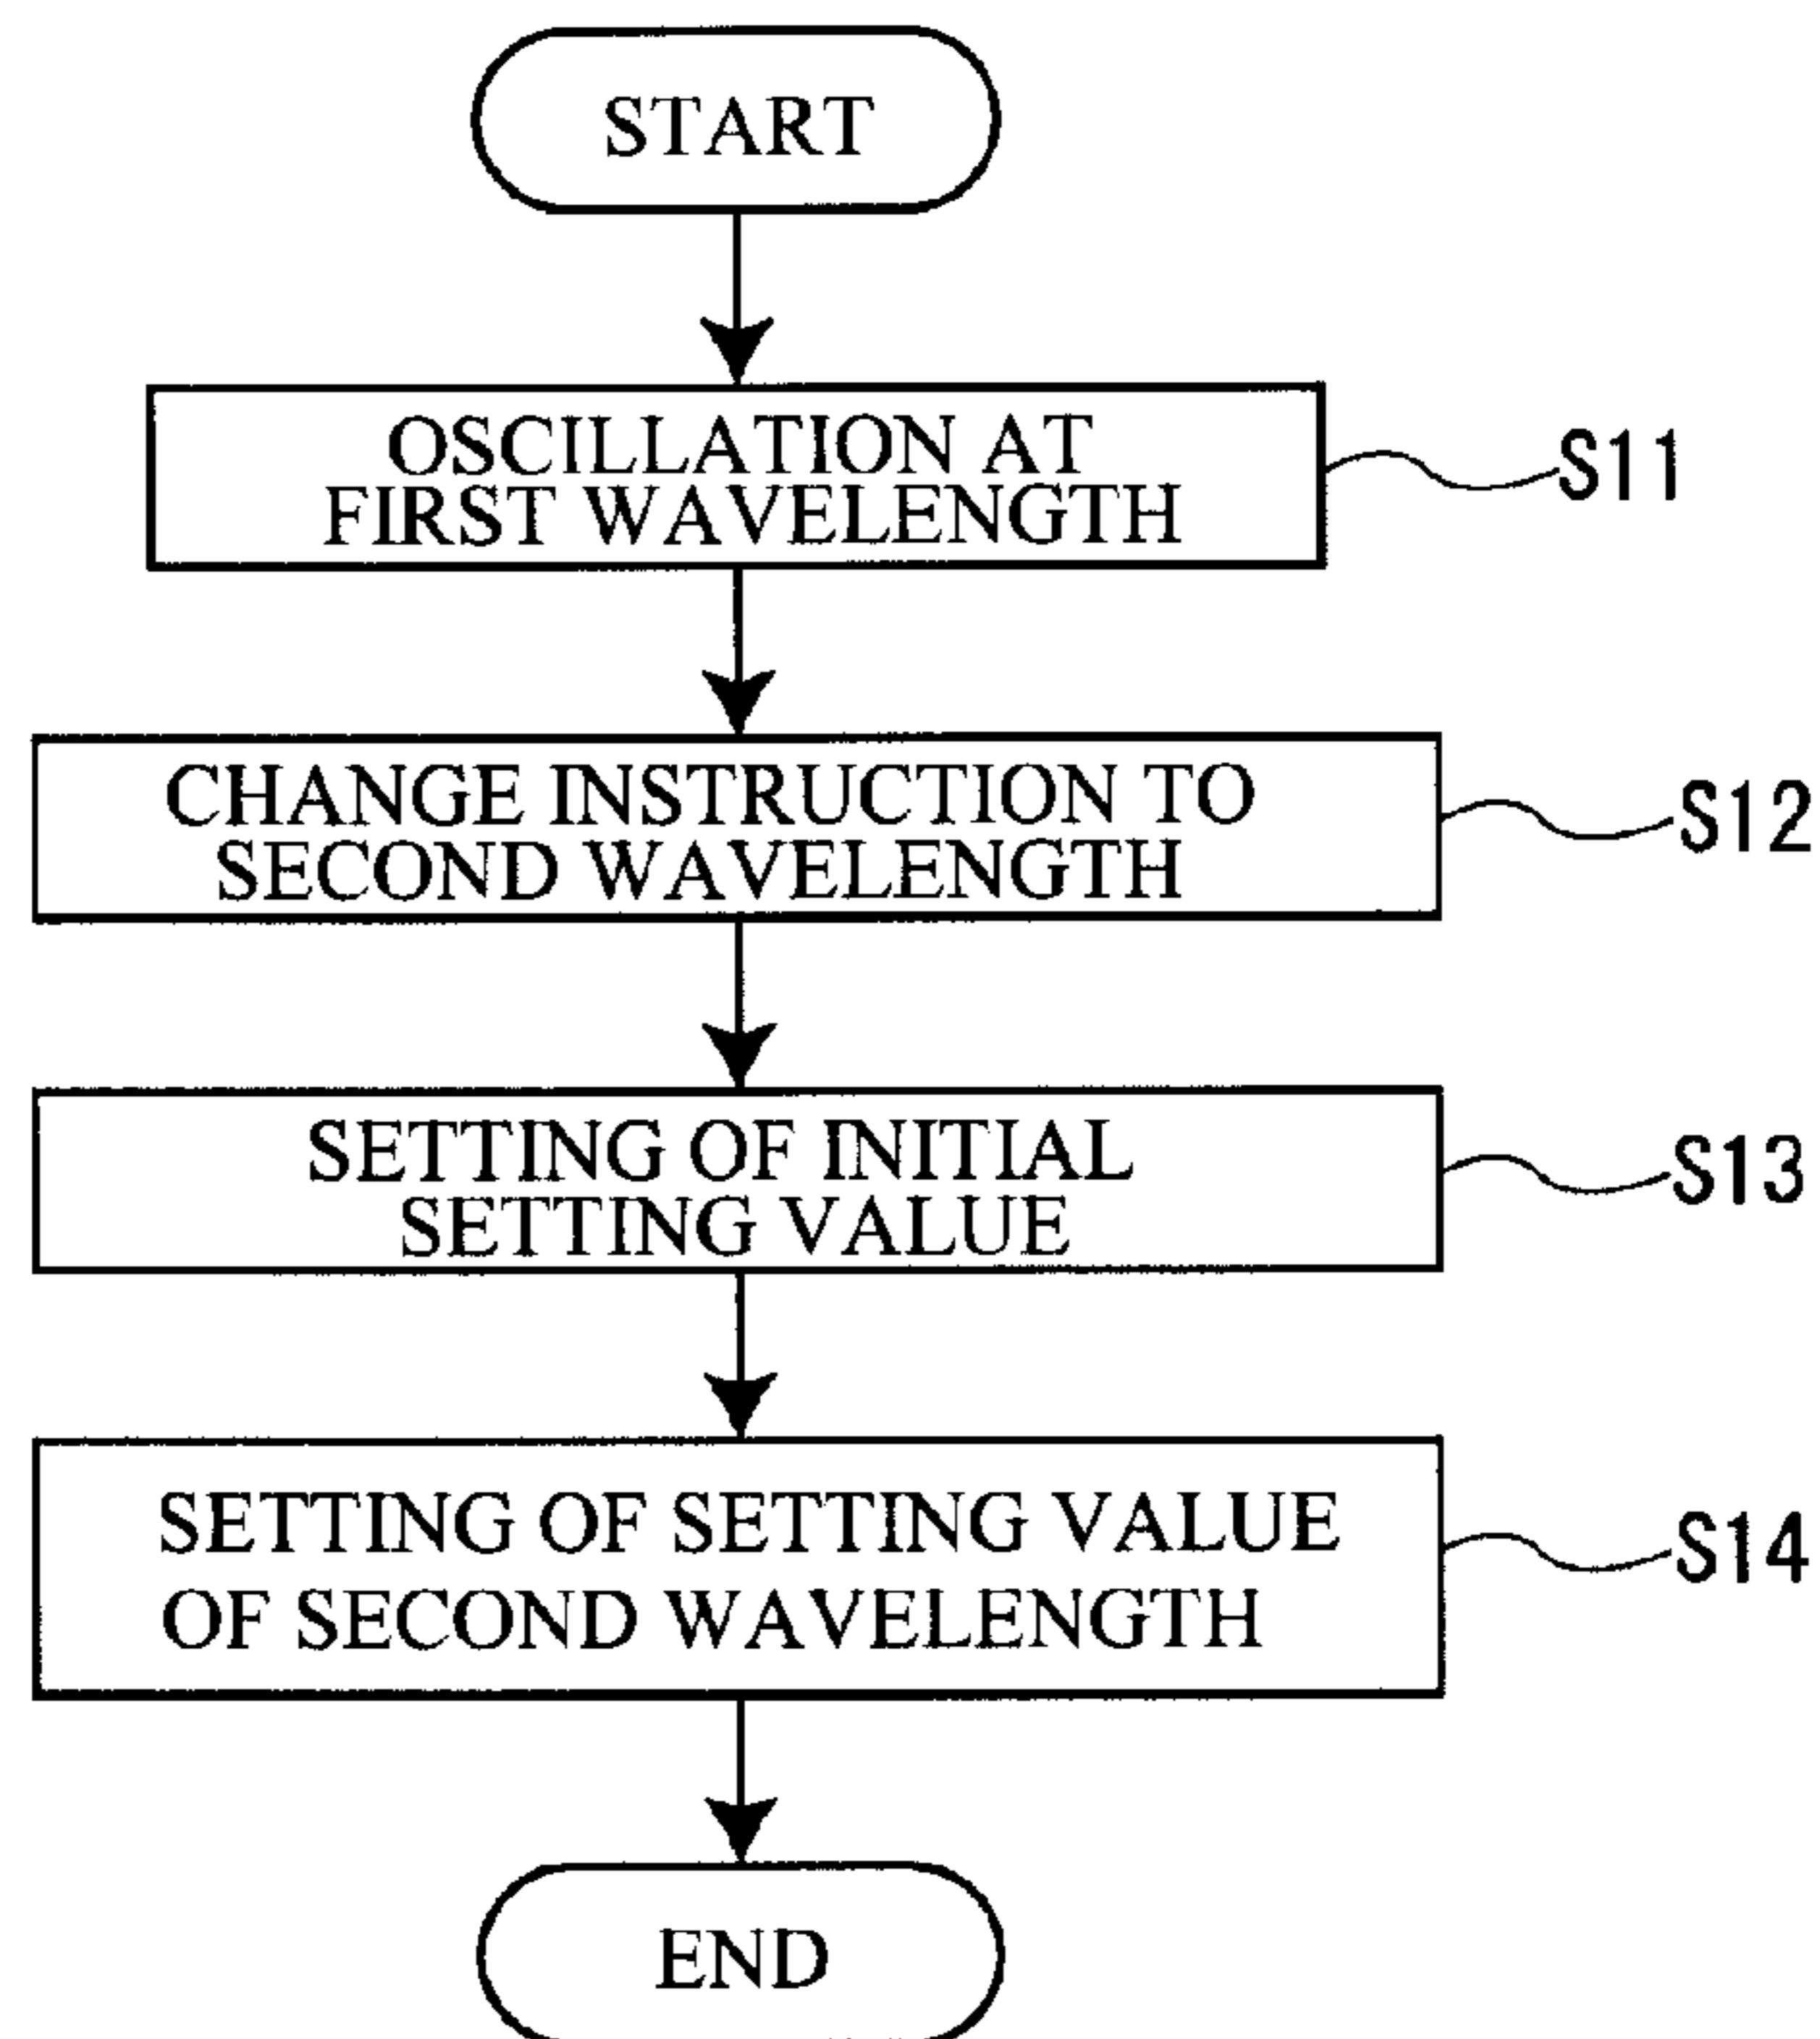 START
OSCILLATION AT
FIRST WAVELENGTH
S11
CHANGE INSTRUCTION TO
SECOND WAVELENGTH
S12
SETTING OF INITIAL
SETTING VALUE
S13
SETTING OF SETTING VALUE
OF SECOND WAVELENGTH
S14
END